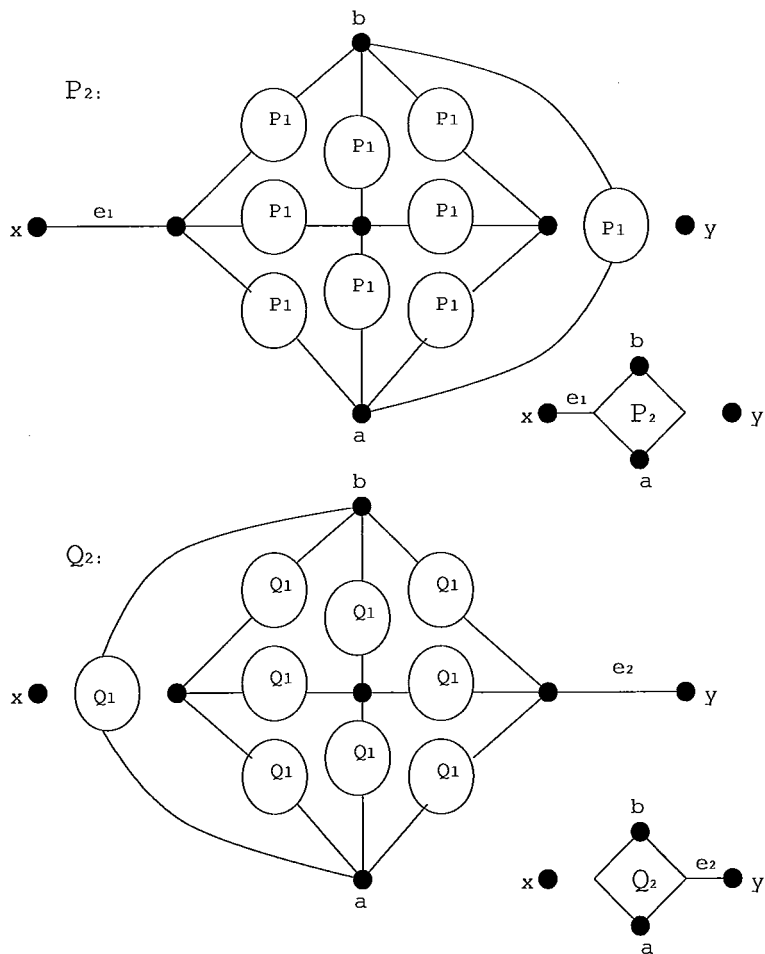 b
P₂:
P₁ P₁ P₁
x e₁ P₁ P₁ P₁ y
P₁ P₁ P₁
a
b
x e₁ P₂ y
a
b
Q₂:
Q₁ Q₁ Q₁
x Q₁ Q₁ Q₁ e₂ y
Q₁ Q₁ Q₁
a
b
x Q₂ e₂ y
a